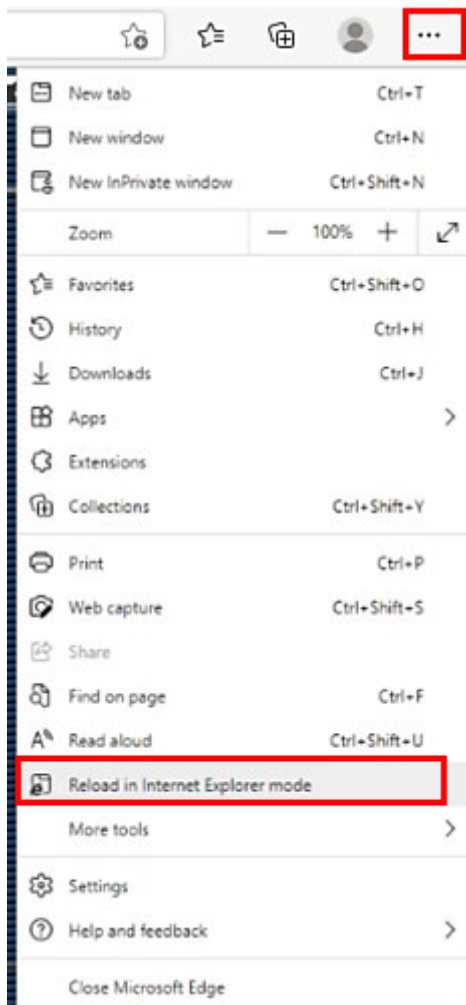 New tab Ctrl+T
New window Ctrl+N
New InPrivate window Ctrl+Shift+N
Zoom — 100% +
Favorites Ctrl+Shift+O
History Ctrl+H
Downloads Ctrl+J
Apps
Extensions
Collections Ctrl+Shift+Y
Print Ctrl+P
Web capture Ctrl+Shift+S
Share
Find on page Ctrl+F
Read aloud Ctrl+Shift+U
Reload in Internet Explorer mode
More tools
Settings
Help and feedback
Close Microsoft Edge